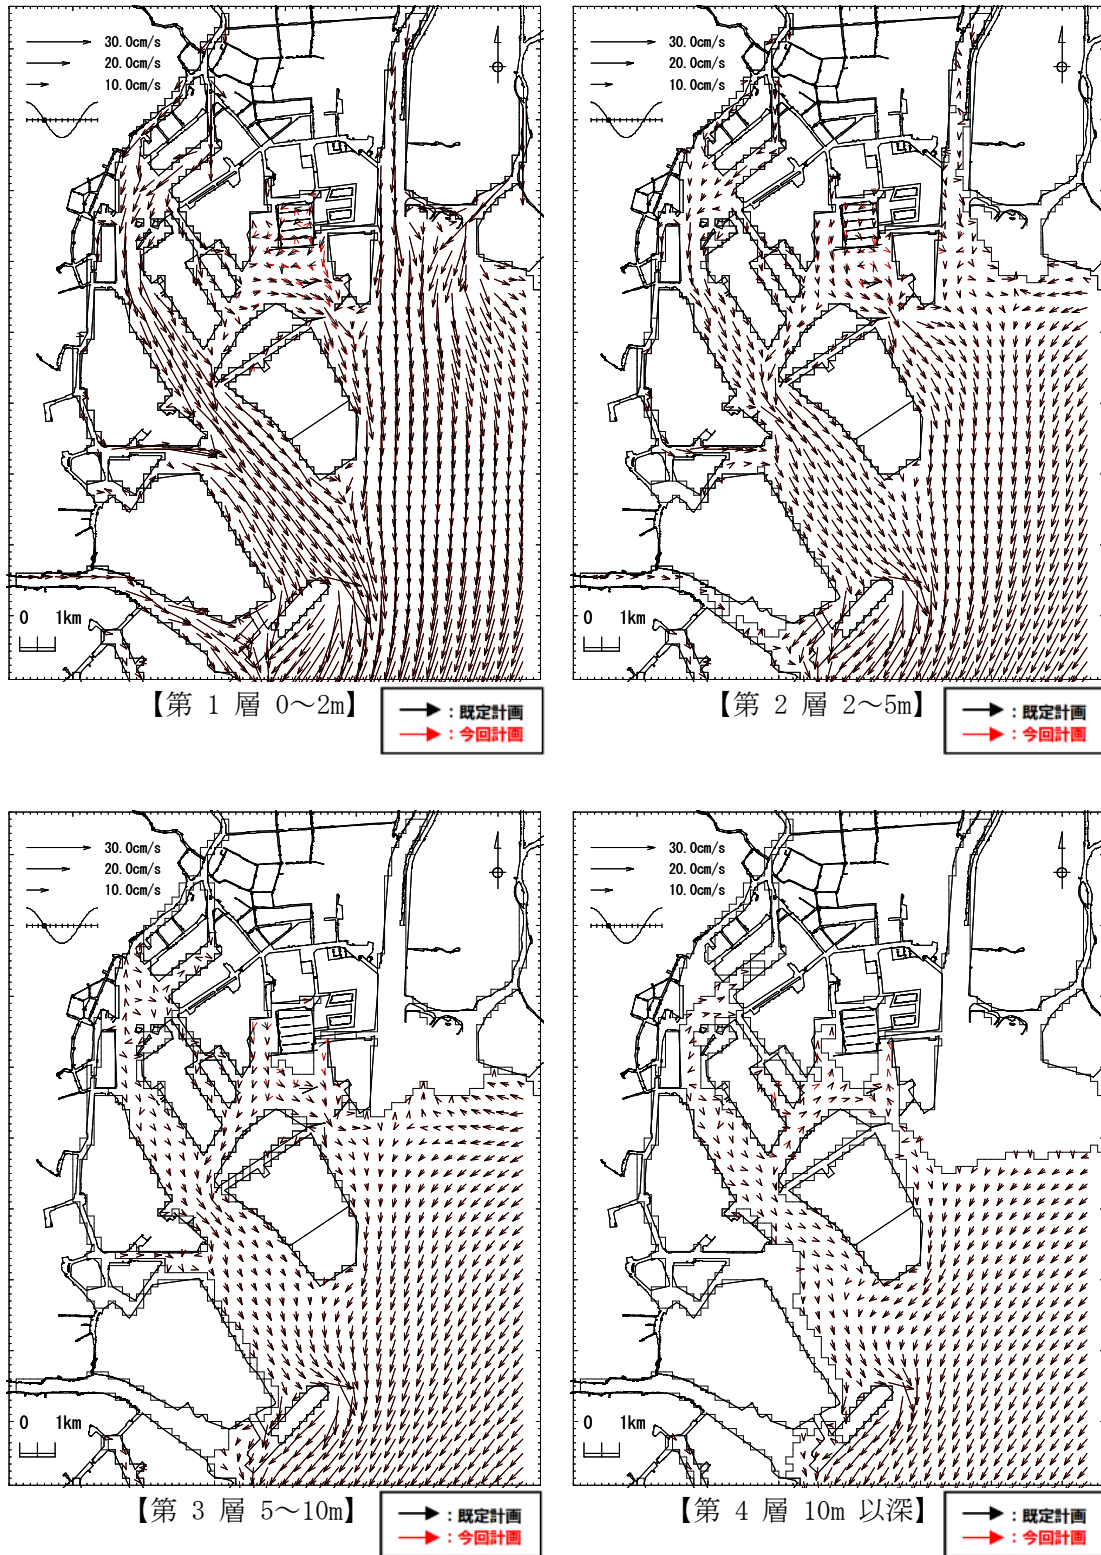 30.0cm/s
20.0cm/s
10.0cm/s
0 1km
【第 1 層 0～2m】
：既定計画
：今回計画
30.0cm/s
20.0cm/s
10.0cm/s
0 1km
【第 2 層 2～5m】
：既定計画
：今回計画
30.0cm/s
20.0cm/s
10.0cm/s
0 1km
【第 3 層 5～10m】
：既定計画
：今回計画
30.0cm/s
20.0cm/s
10.0cm/s
0 1km
【第 4 層 10m 以深】
：既定計画
：今回計画